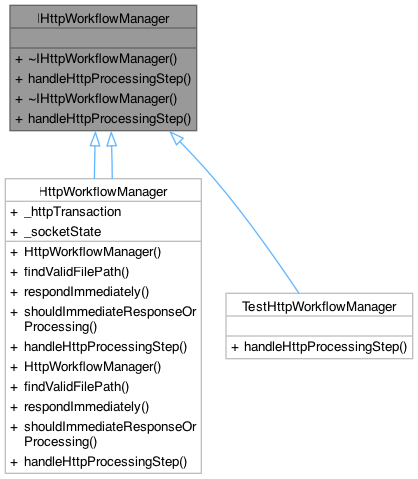 IHttpWorkflowManager
+ ~IHttpWorkflowManager()
+ handleHttpProcessingStep()
+ ~IHttpWorkflowManager()
+ handleHttpProcessingStep()
HttpWorkflowManager
+ _httpTransaction
+ _socketState
+ HttpWorkflowManager()
+ findValidFilePath()
+ respondImmediately()
+ shouldImmediateResponseOr
Processing()
+ handleHttpProcessingStep()
+ HttpWorkflowManager()
+ findValidFilePath()
+ respondImmediately()
+ shouldImmediateResponseOr
Processing()
+ handleHttpProcessingStep()
TestHttpWorkflowManager
+ handleHttpProcessingStep()